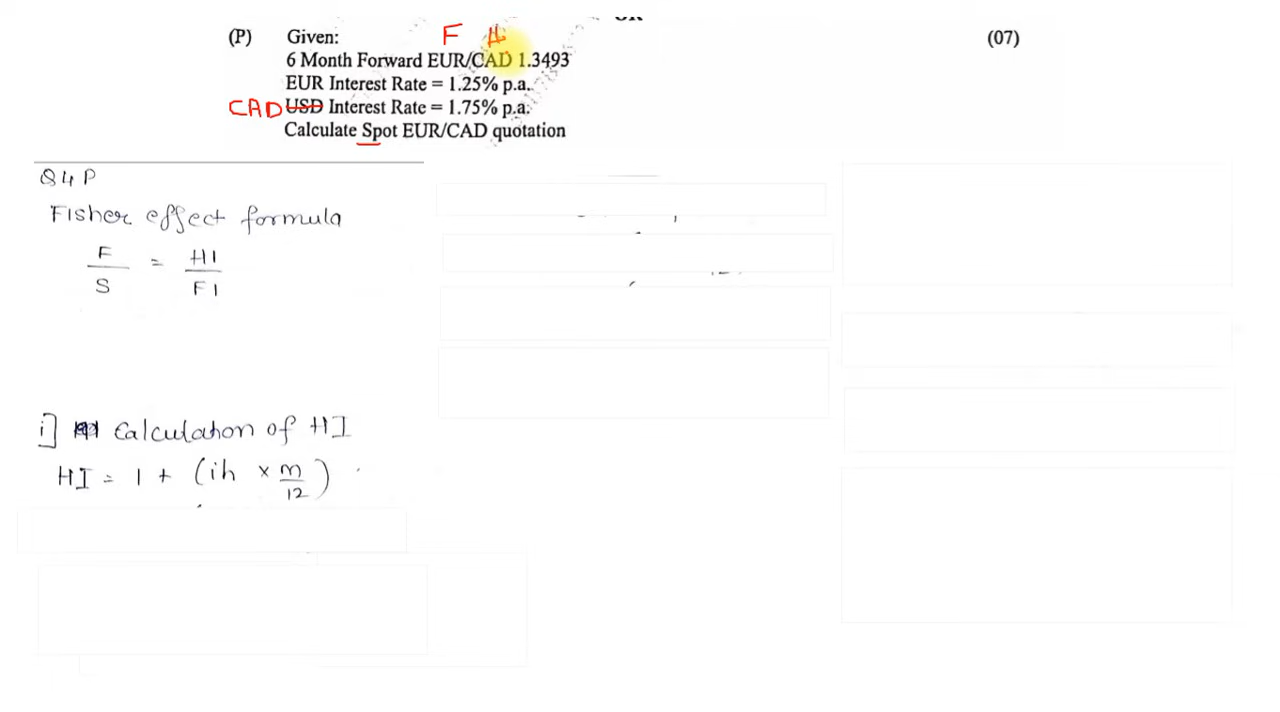 F H
(P) Given: (07)
6 Month Forward EUR/CAD 1.3493
EUR Interest Rate = 1.25% p.a.
CAD USD Interest Rate = 1.75% p.a.
Calculate Spot EUR/CAD quotation
Q4 P
Fisher effect formula
F/S = HI/FI
i] Calculation of HI
HI = 1 + (ih × m/12)